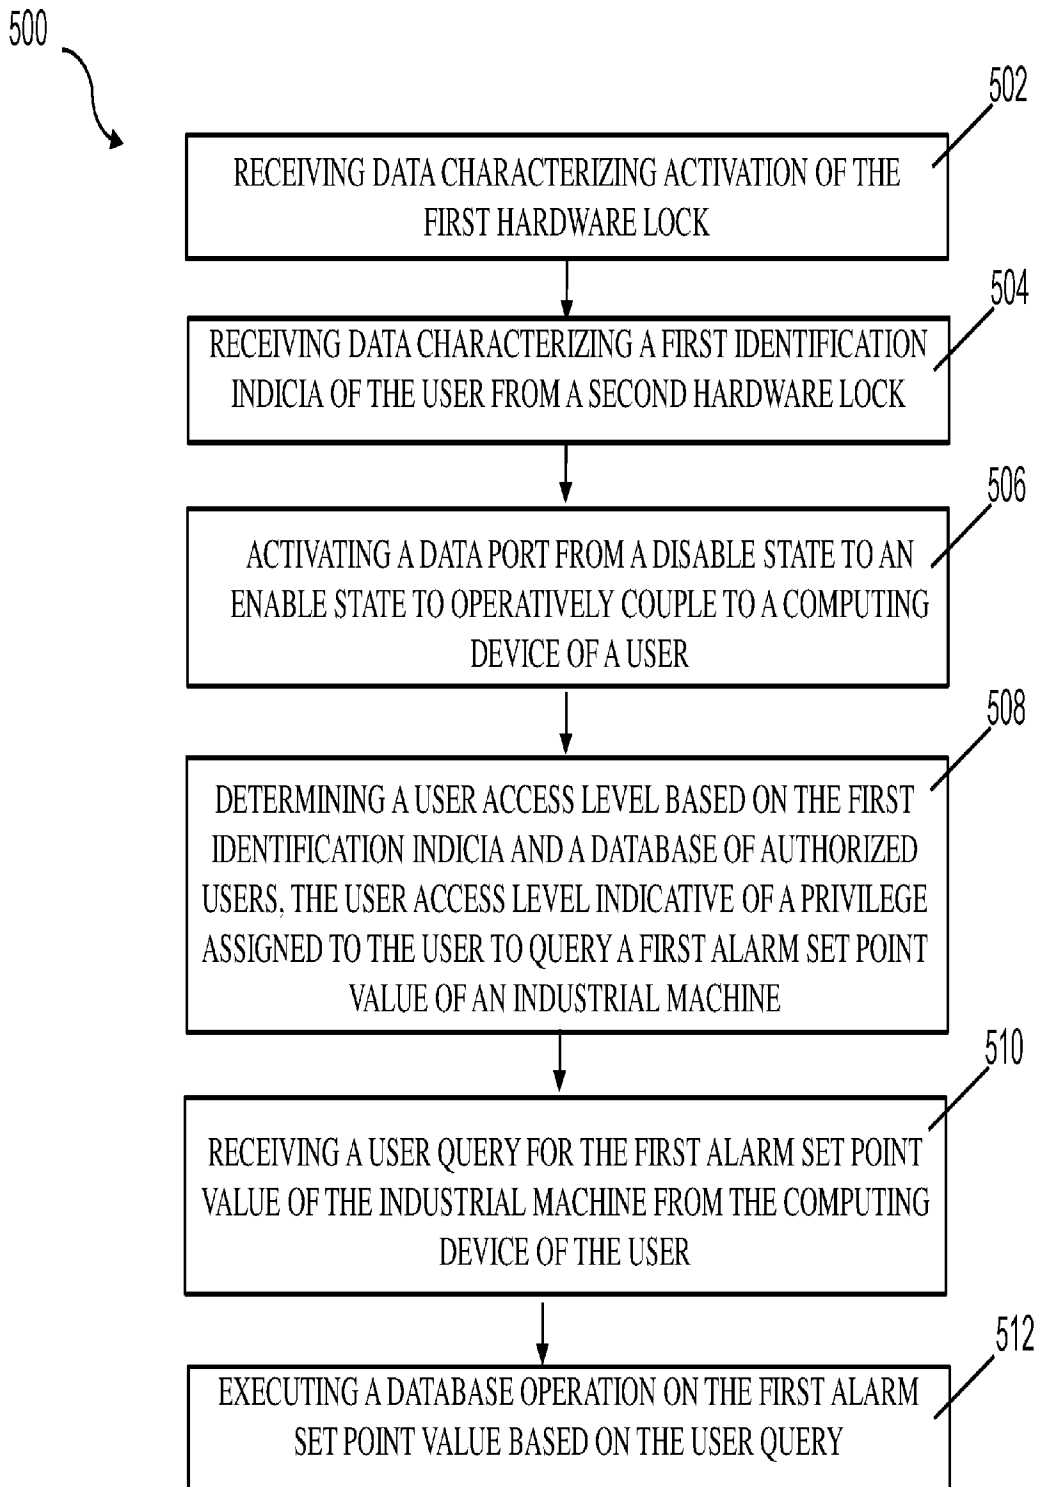 500
502
RECEIVING DATA CHARACTERIZING ACTIVATION OF THE
FIRST HARDWARE LOCK
504
RECEIVING DATA CHARACTERIZING A FIRST IDENTIFICATION
INDICIA OF THE USER FROM A SECOND HARDWARE LOCK
506
ACTIVATING A DATA PORT FROM A DISABLE STATE TO AN
ENABLE STATE TO OPERATIVELY COUPLE TO A COMPUTING
DEVICE OF A USER
508
DETERMINING A USER ACCESS LEVEL BASED ON THE FIRST
IDENTIFICATION INDICIA AND A DATABASE OF AUTHORIZED
USERS, THE USER ACCESS LEVEL INDICATIVE OF A PRIVILEGE
ASSIGNED TO THE USER TO QUERY A FIRST ALARM SET POINT
VALUE OF AN INDUSTRIAL MACHINE
510
RECEIVING A USER QUERY FOR THE FIRST ALARM SET POINT
VALUE OF THE INDUSTRIAL MACHINE FROM THE COMPUTING
DEVICE OF THE USER
512
EXECUTING A DATABASE OPERATION ON THE FIRST ALARM
SET POINT VALUE BASED ON THE USER QUERY